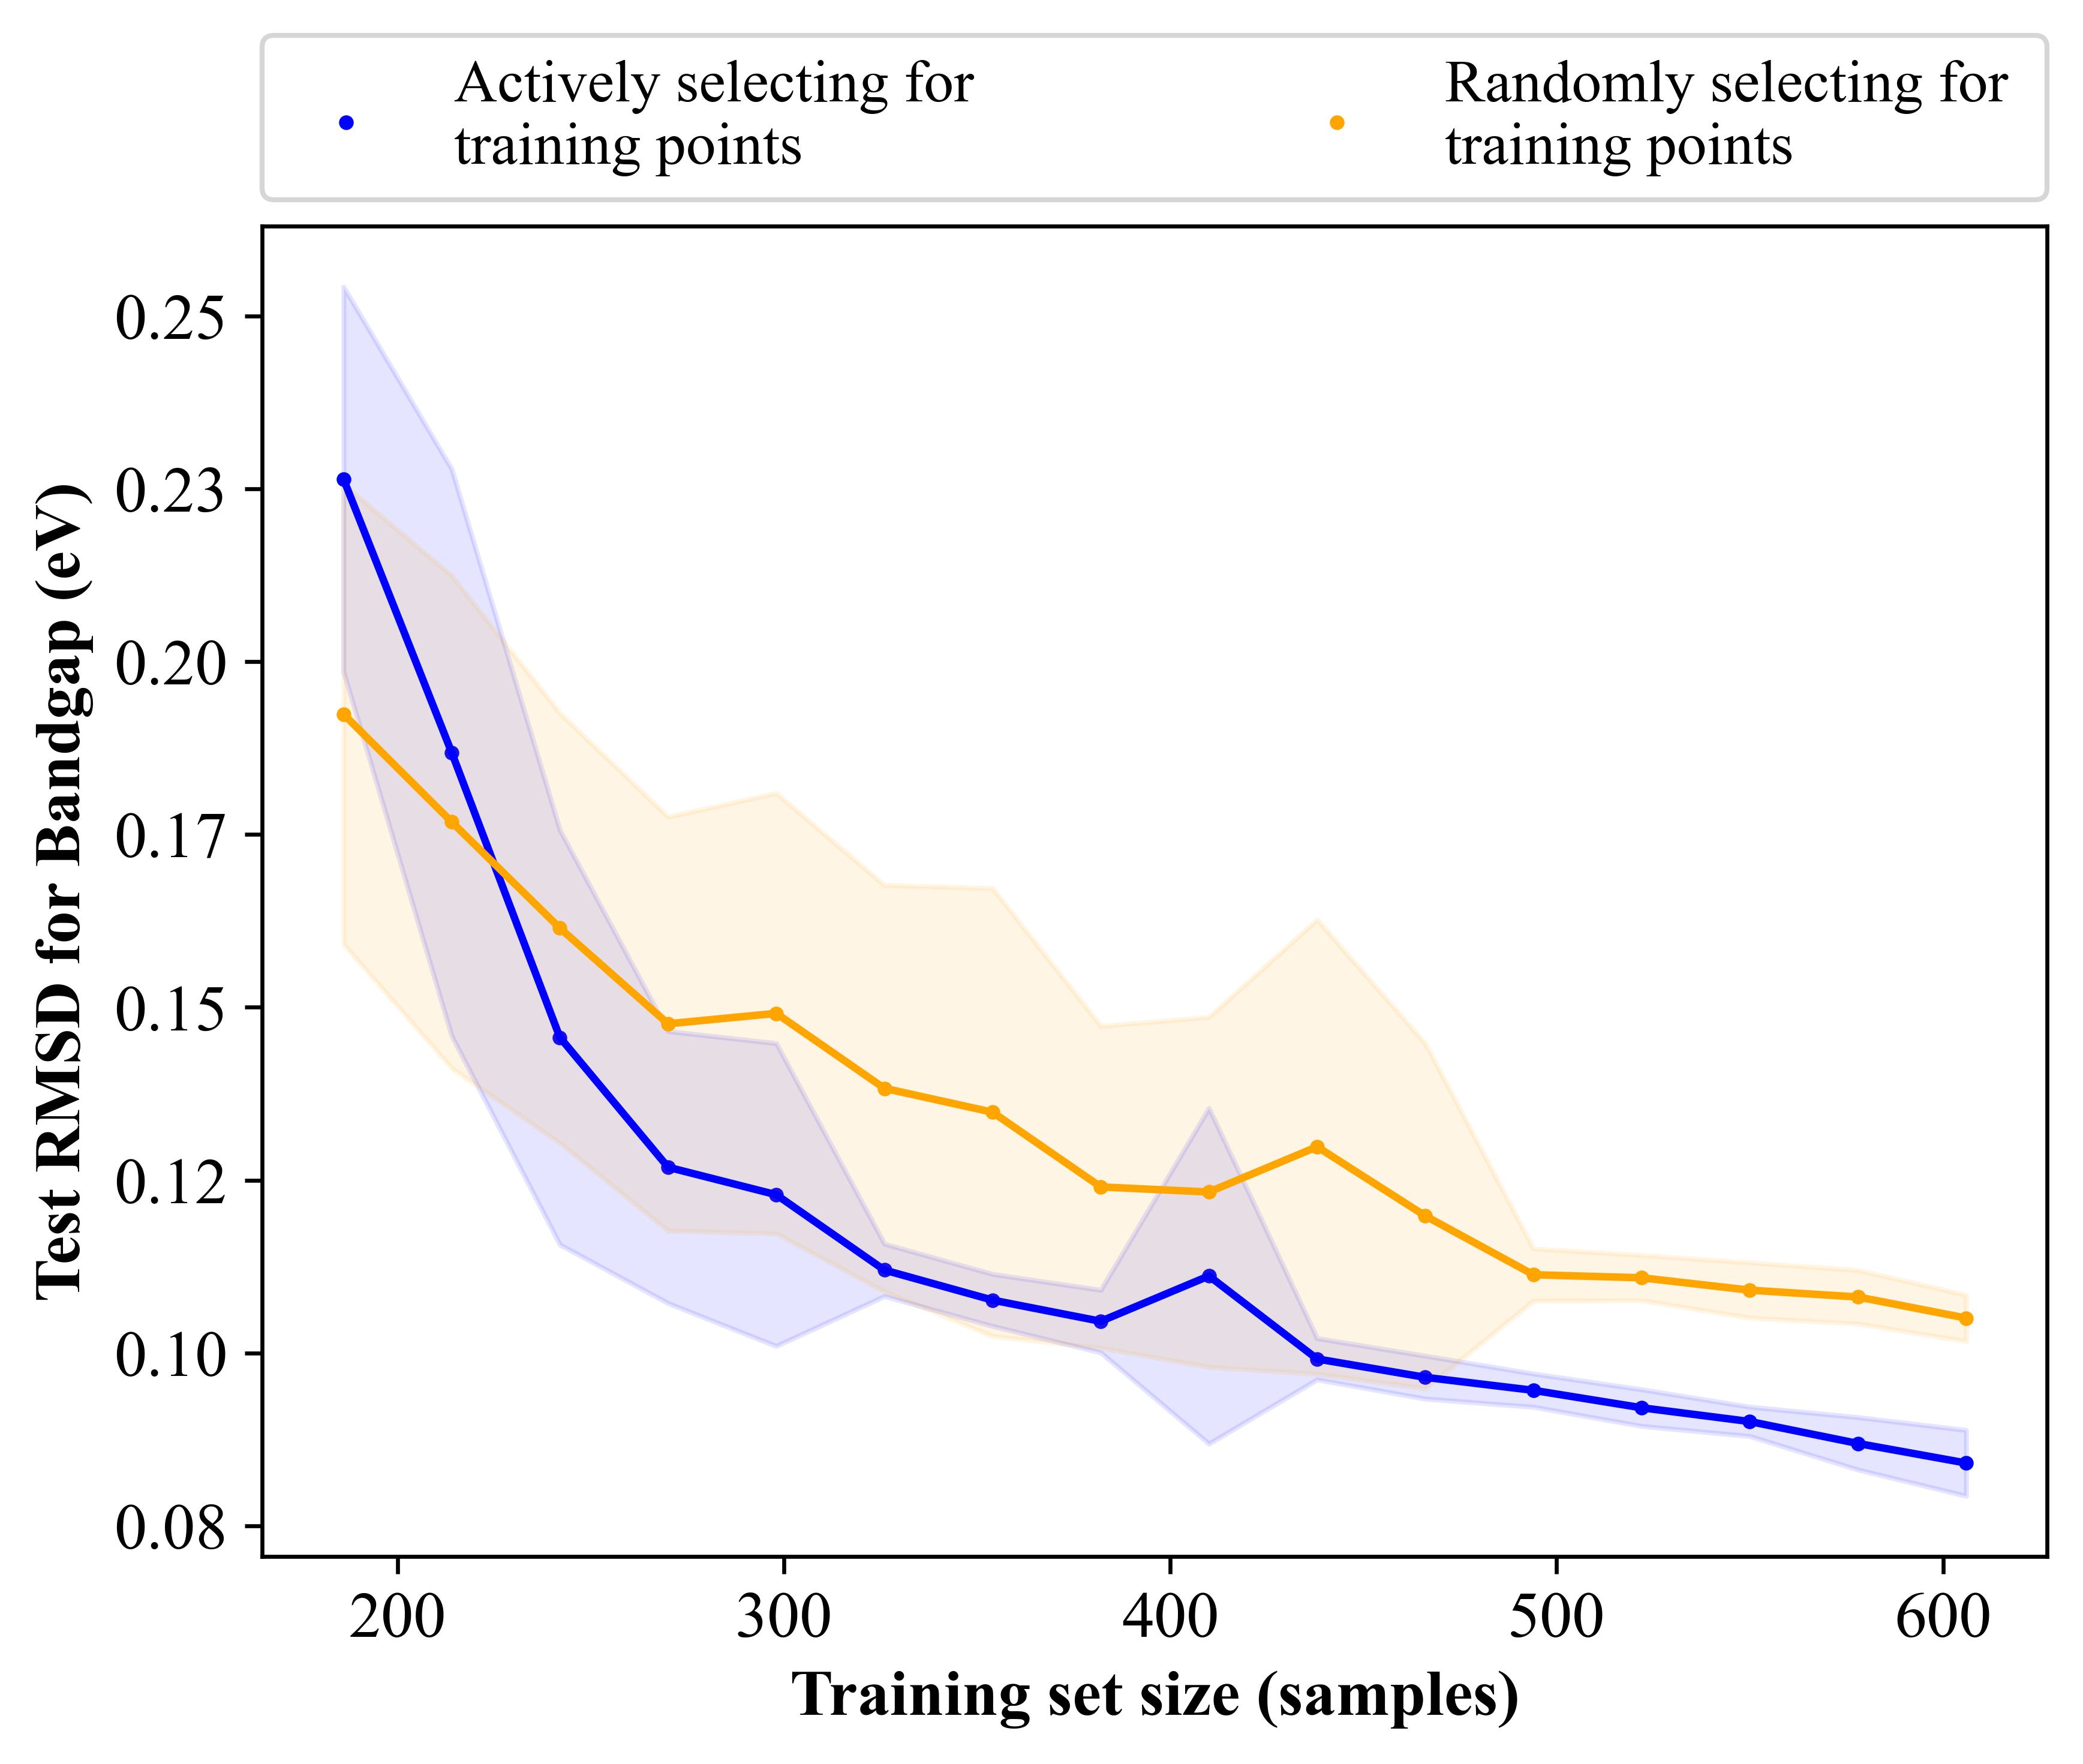 Actively selecting for
training points
Randomly selecting for
training points
Test RMSD for Bandgap (eV)
0.25
0.23
0.20
0.17
0.15
0.12
0.10
0.08
200
300
400
500
600
Training set size (samples)